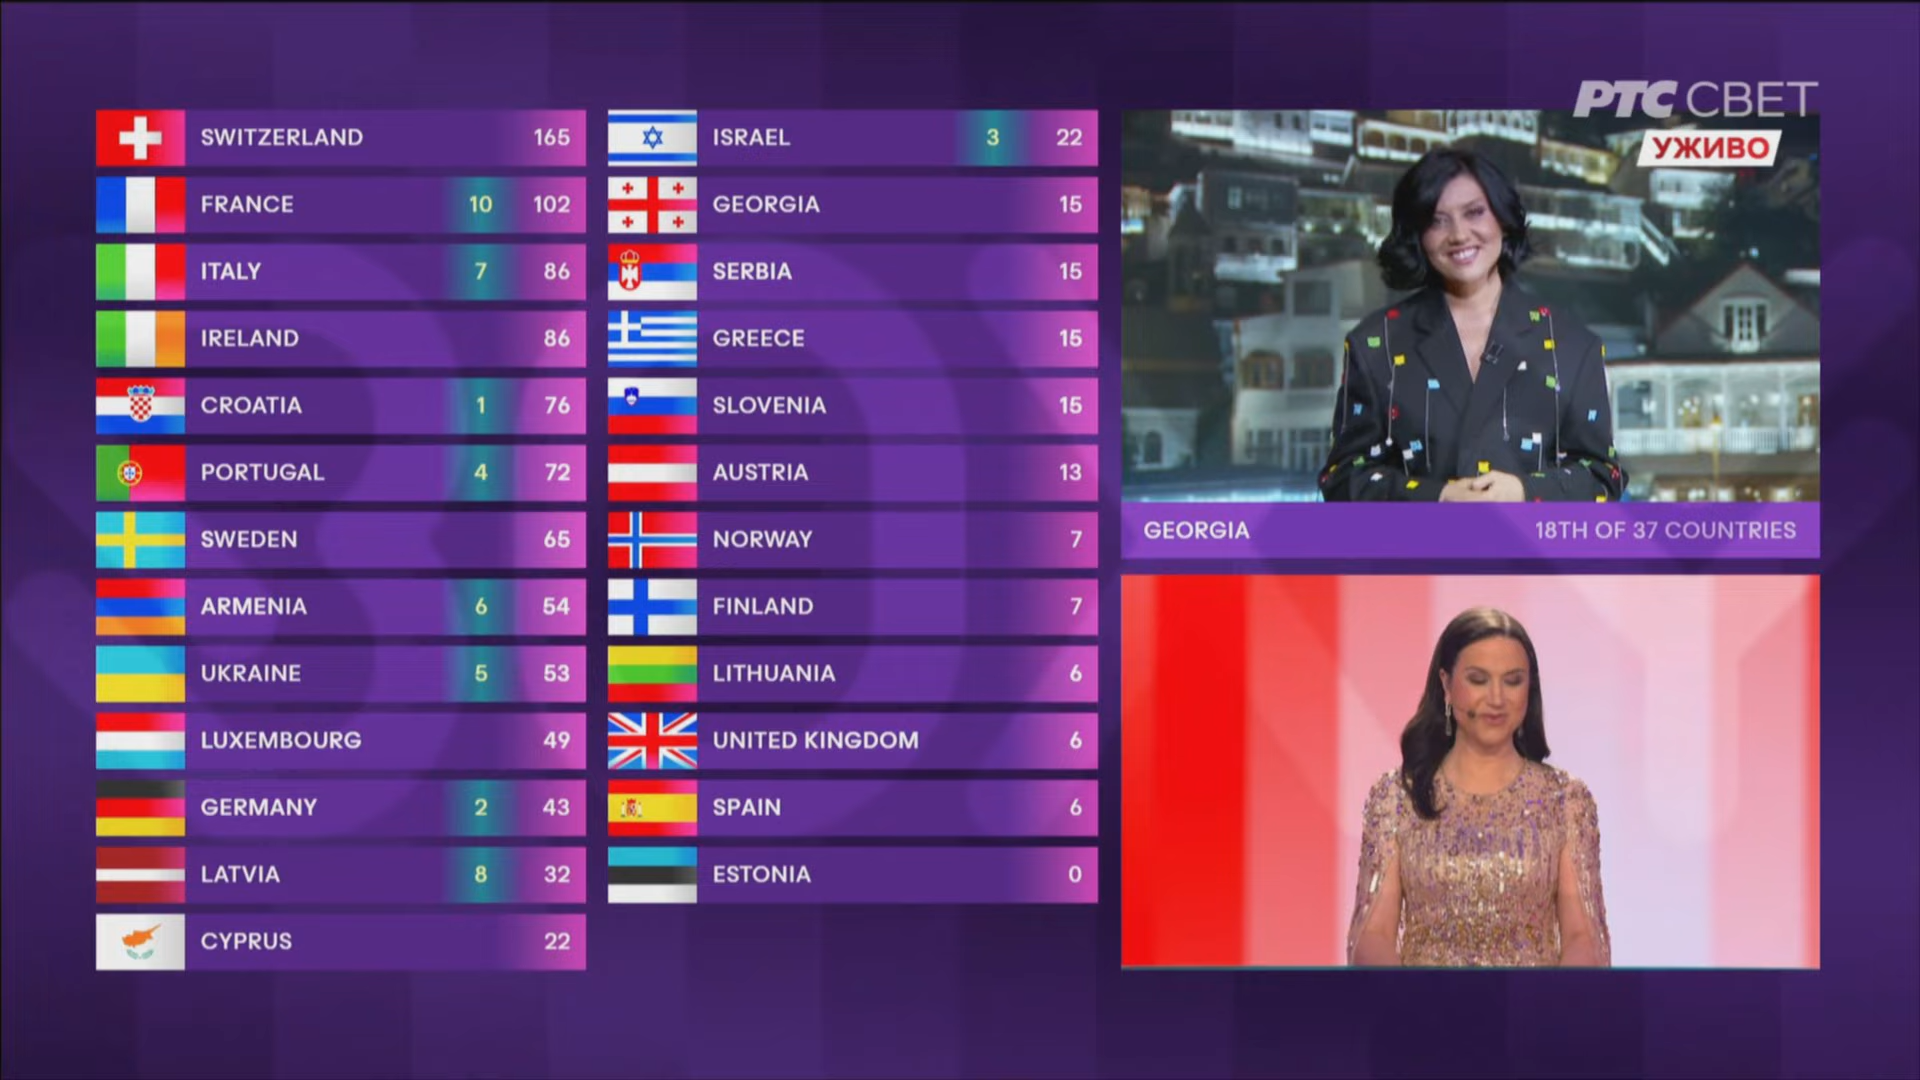 SWITZERLAND 165
FRANCE 10 102
ITALY 7 86
IRELAND 86
CROATIA 1 76
PORTUGAL 4 72
SWEDEN 65
ARMENIA 6 54
UKRAINE 5 53
LUXEMBOURG 49
GERMANY 2 43
LATVIA 8 32
CYPRUS 22
ISRAEL 3 22
GEORGIA 15
SERBIA 15
GREECE 15
SLOVENIA 15
AUSTRIA 13
NORWAY 7
FINLAND 7
LITHUANIA 6
UNITED KINGDOM 6
SPAIN 6
ESTONIA 0
РТС СВЕТ
УЖИВО
GEORGIA 18TH OF 37 COUNTRIES